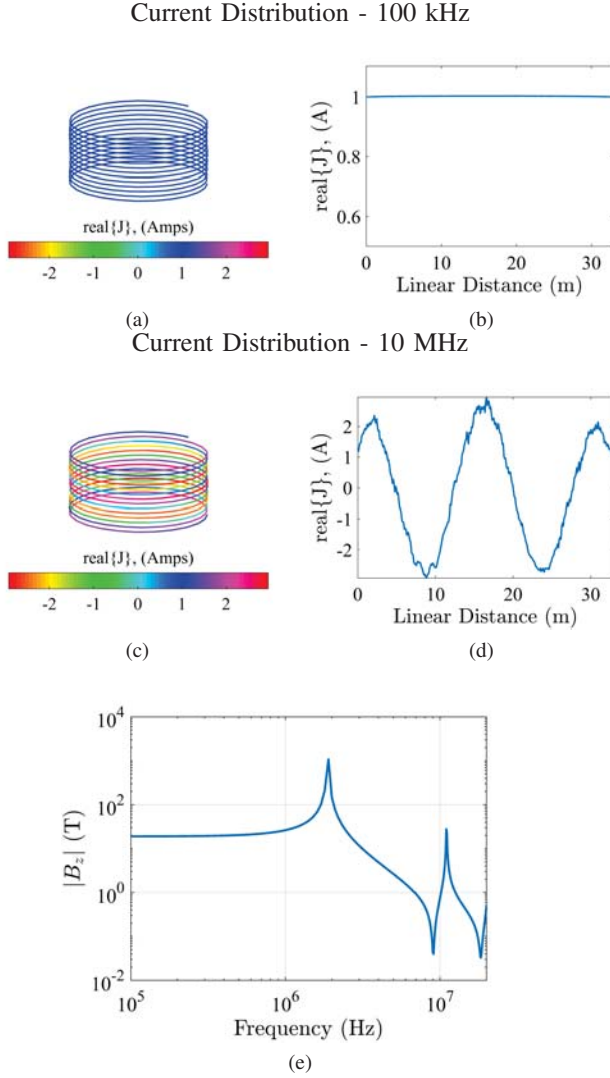 Current Distribution - 100 kHz
real{J}, (Amps)
-2 -1 0 1 2
(a)
real{J}, (A)
1
0.8
0.6
0 10 20 30
Linear Distance (m)
(b)
Current Distribution - 10 MHz
real{J}, (Amps)
-2 -1 0 1 2
(c)
real{J}, (A)
2
1
0
-1
-2
0 10 20 30
Linear Distance (m)
(d)
|B_z| (T)
10^4
10^2
10^0
10^-2
10^5 10^6 10^7
Frequency (Hz)
(e)